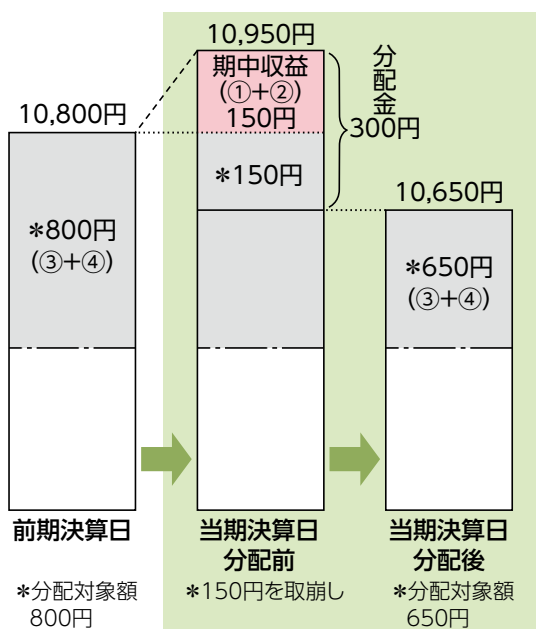 10,800円
*800円
(③+④)
前期決算日
*分配対象額
800円
10,950円
期中収益
(①+②)
150円
*150円
分配金
300円
当期決算日
分配前
*150円を取崩し
10,650円
*650円
(③+④)
当期決算日
分配後
*分配対象額
650円